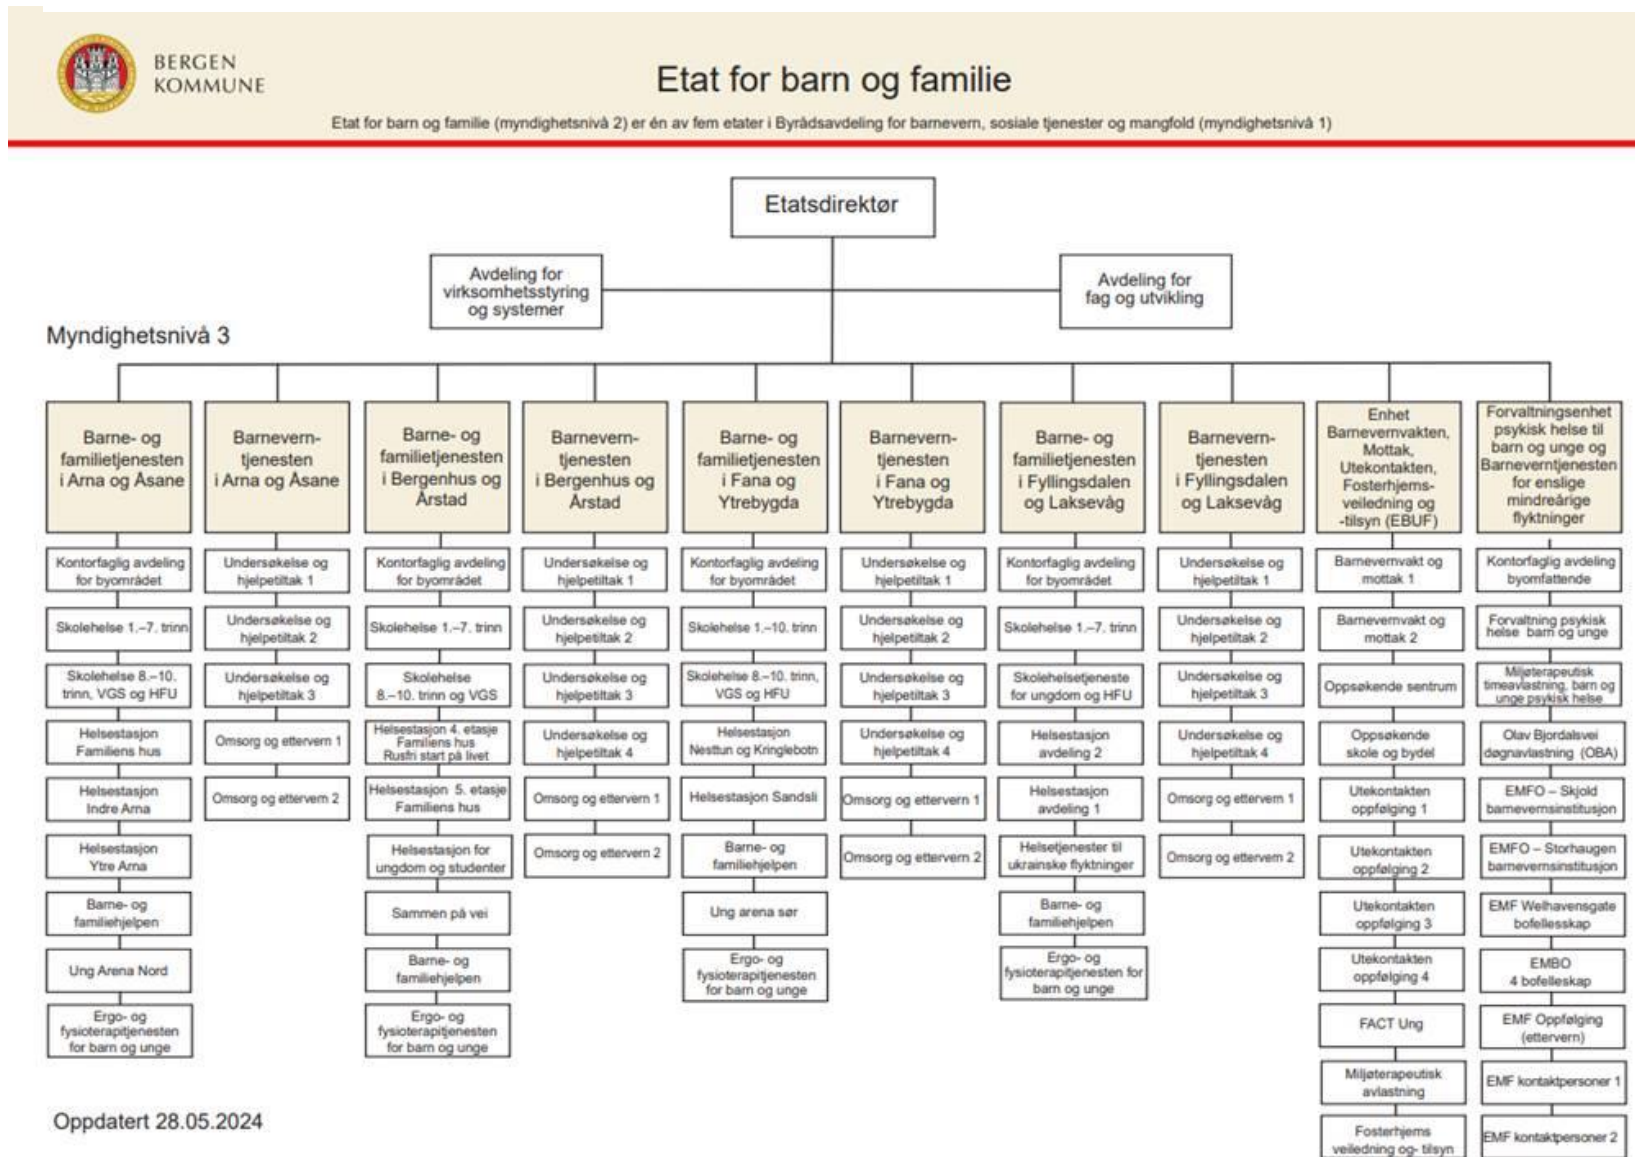 BERGEN
KOMMUNE
Etat for barn og familie
Etat for barn og familie (myndighetsnivå 2) er én av fem etater i Byrådsavdeling for barnevern, sosiale tjenester og mangfold (myndighetsnivå 1)
Etatsdirektør
Avdeling for
virksomhetsstyring
og systemer
Avdeling for
fag og utvikling
Myndighetsnivå 3
Barne- og
familietjenesten
i Arna og Åsane
Kontorfaglig avdeling
for byområdet
Skolehelse 1.–7. trinn
Skolehelse 8.–10.
trinn, VGS og HFU
Helsestasjon
Familiens hus
Helsestasjon
Indre Arna
Helsestasjon
Ytre Arna
Barne- og
familiehjelpen
Ung Arena Nord
Ergo- og
fysioterapitjenesten
for barn og unge
Barnevern-
tjenesten
i Arna og Åsane
Undersøkelse og
hjelpetiltak 1
Undersøkelse og
hjelpetiltak 2
Undersøkelse og
hjelpetiltak 3
Omsorg og ettervern 1
Omsorg og ettervern 2
Barne- og
familietjenesten
i Bergenhus og
Årstad
Kontorfaglig avdeling
for byområdet
Skolehelse 1.–7. trinn
Skolehelse
8.–10. trinn og VGS
Helsestasjon 4. etasje
Familiens hus
Rusfri start på livet
Helsestasjon 5. etasje
Familiens hus
Helsestasjon for
ungdom og studenter
Sammen på vei
Barne- og
familiehjelpen
Ergo- og
fysioterapitjenesten
for barn og unge
Barnevern-
tjenesten
i Bergenhus og
Årstad
Undersøkelse og
hjelpetiltak 1
Undersøkelse og
hjelpetiltak 2
Undersøkelse og
hjelpetiltak 3
Undersøkelse og
hjelpetiltak 4
Omsorg og ettervern 1
Omsorg og ettervern 2
Barne- og
familietjenesten
i Fana og
Ytrebygda
Kontorfaglig avdeling
for byområdet
Skolehelse 1.–10. trinn
Skolehelse 8.–10. trinn,
VGS og HFU
Helsestasjon
Nesttun og Kringlebotn
Helsestasjon Sandsli
Barne- og
familiehjelpen
Ung arena sør
Ergo- og
fysioterapitjenesten
for barn og unge
Barnevern-
tjenesten
i Fana og
Ytrebygda
Undersøkelse og
hjelpetiltak 1
Undersøkelse og
hjelpetiltak 2
Undersøkelse og
hjelpetiltak 3
Undersøkelse og
hjelpetiltak 4
Omsorg og ettervern 1
Omsorg og ettervern 2
Barne- og
familietjenesten
i Fyllingsdalen
og Laksevåg
Kontorfaglig avdeling
for byområdet
Skolehelse 1.–7. trinn
Skolehelsetjeneste
for ungdom og HFU
Helsestasjon
avdeling 2
Helsestasjon
avdeling 1
Helsetjenester til
ukrainske flyktninger
Barne- og
familiehjelpen
Ergo- og
fysioterapitjenesten for
barn og unge
Barnevern-
tjenesten
i Fyllingsdalen
og Laksevåg
Undersøkelse og
hjelpetiltak 1
Undersøkelse og
hjelpetiltak 2
Undersøkelse og
hjelpetiltak 3
Undersøkelse og
hjelpetiltak 4
Omsorg og ettervern 1
Omsorg og ettervern 2
Enhet
Barnevernvakten,
Mottak,
Utekontakten,
Fosterhjems-
veiledning og
-tilsyn (EBUF)
Barnevernvakt og
mottak 1
Barnevernvakt og
mottak 2
Oppsøkende sentrum
Oppsøkende
skole og bydel
Utekontakten
oppfølging 1
Utekontakten
oppfølging 2
Utekontakten
oppfølging 3
Utekontakten
oppfølging 4
FACT Ung
Miljøterapeutisk
avlastning
Fosterhjems
veiledning og- tilsyn
Forvaltningsenhet
psykisk helse til
barn og unge og
Barneverntjenesten
for enslige
mindreårige
flyktninger
Kontorfaglig avdeling
byomfattende
Forvaltning psykisk
helse barn og unge
Miljøterapeutisk
timeavlastning, barn og
unge psykisk helse
Olav Bjordalsvei
døgnavlastning (OBA)
EMFO – Skjold
barnevernsinstitusjon
EMFO – Storhaugen
barnevernsinstitusjon
EMF Welhavensgate
bofellesskap
EMBO
4 bofelleskap
EMF Oppfølging
(ettervern)
EMF kontaktpersoner 1
EMF kontaktpersoner 2
Oppdatert 28.05.2024